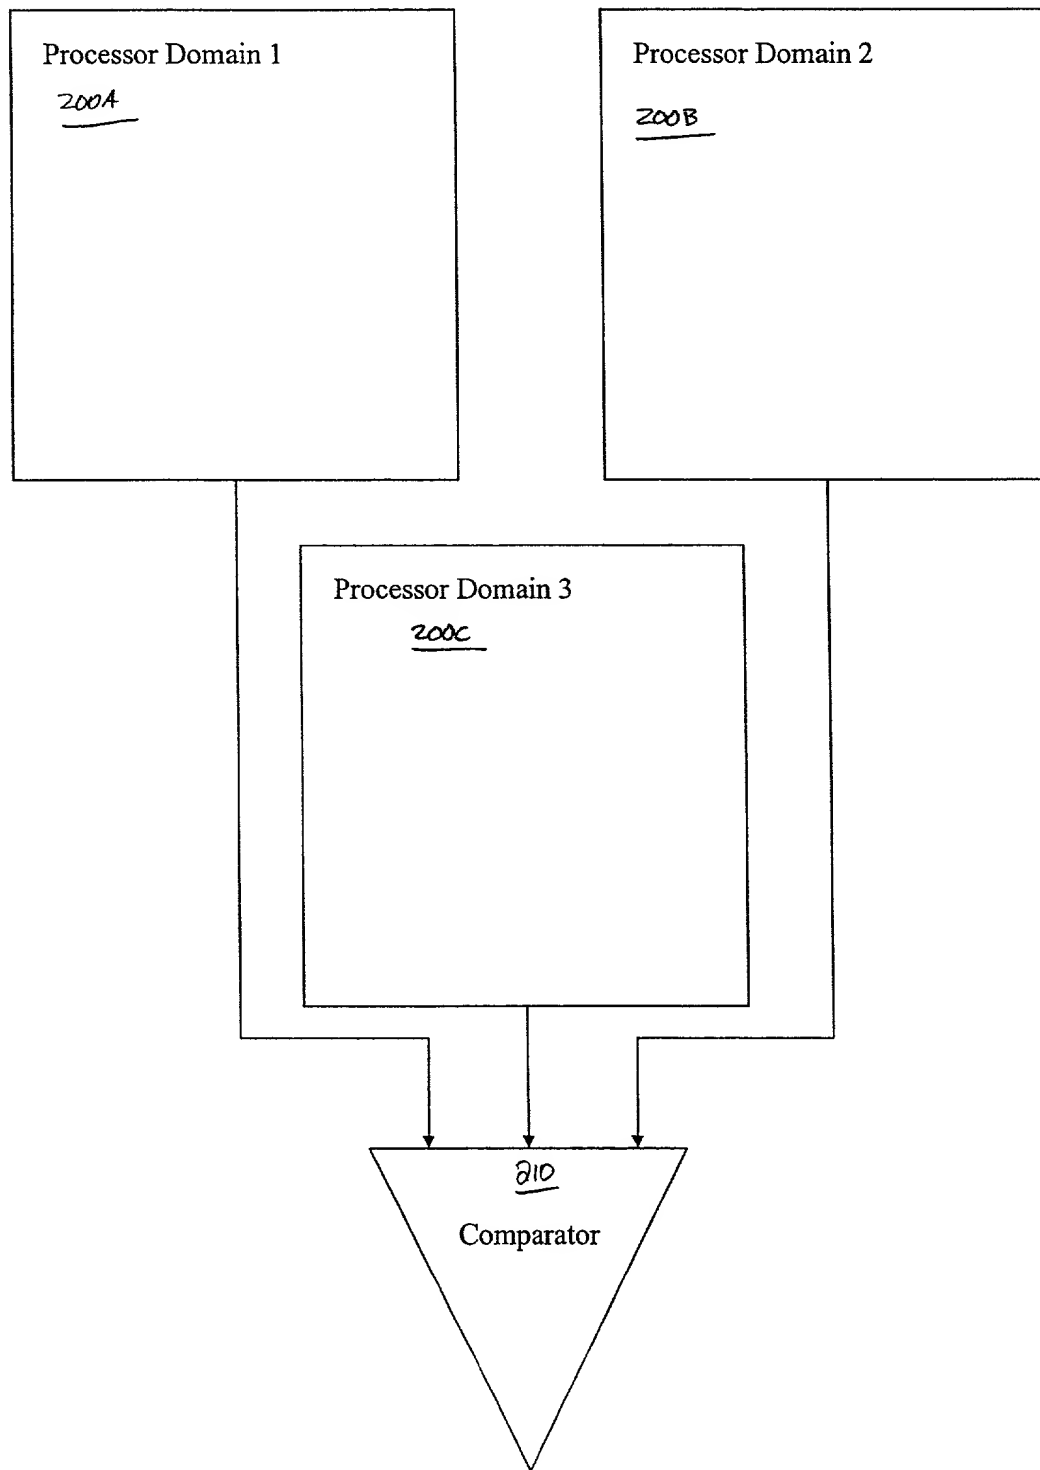 Processor Domain 1
200A
Processor Domain 2
200B
Processor Domain 3
200C
210
Comparator